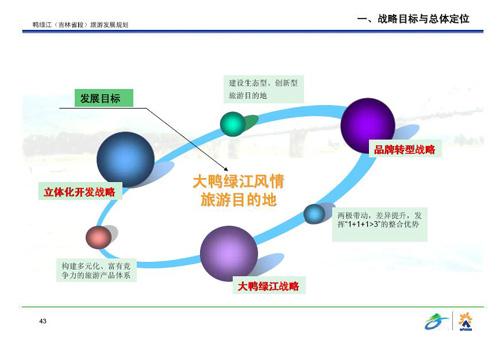 鸭绿江（吉林省段）旅游发展规划
一、战略目标与总体定位
建设生态型、创新型
旅游目的地
发展目标
品牌转型战略
大鸭绿江风情
旅游目的地
立体化开发战略
两极带动，差异提升，发
挥“1+1+1>3”的整合优势
构建多元化、富有竞
争力的旅游产品体系
大鸭绿江战略
43